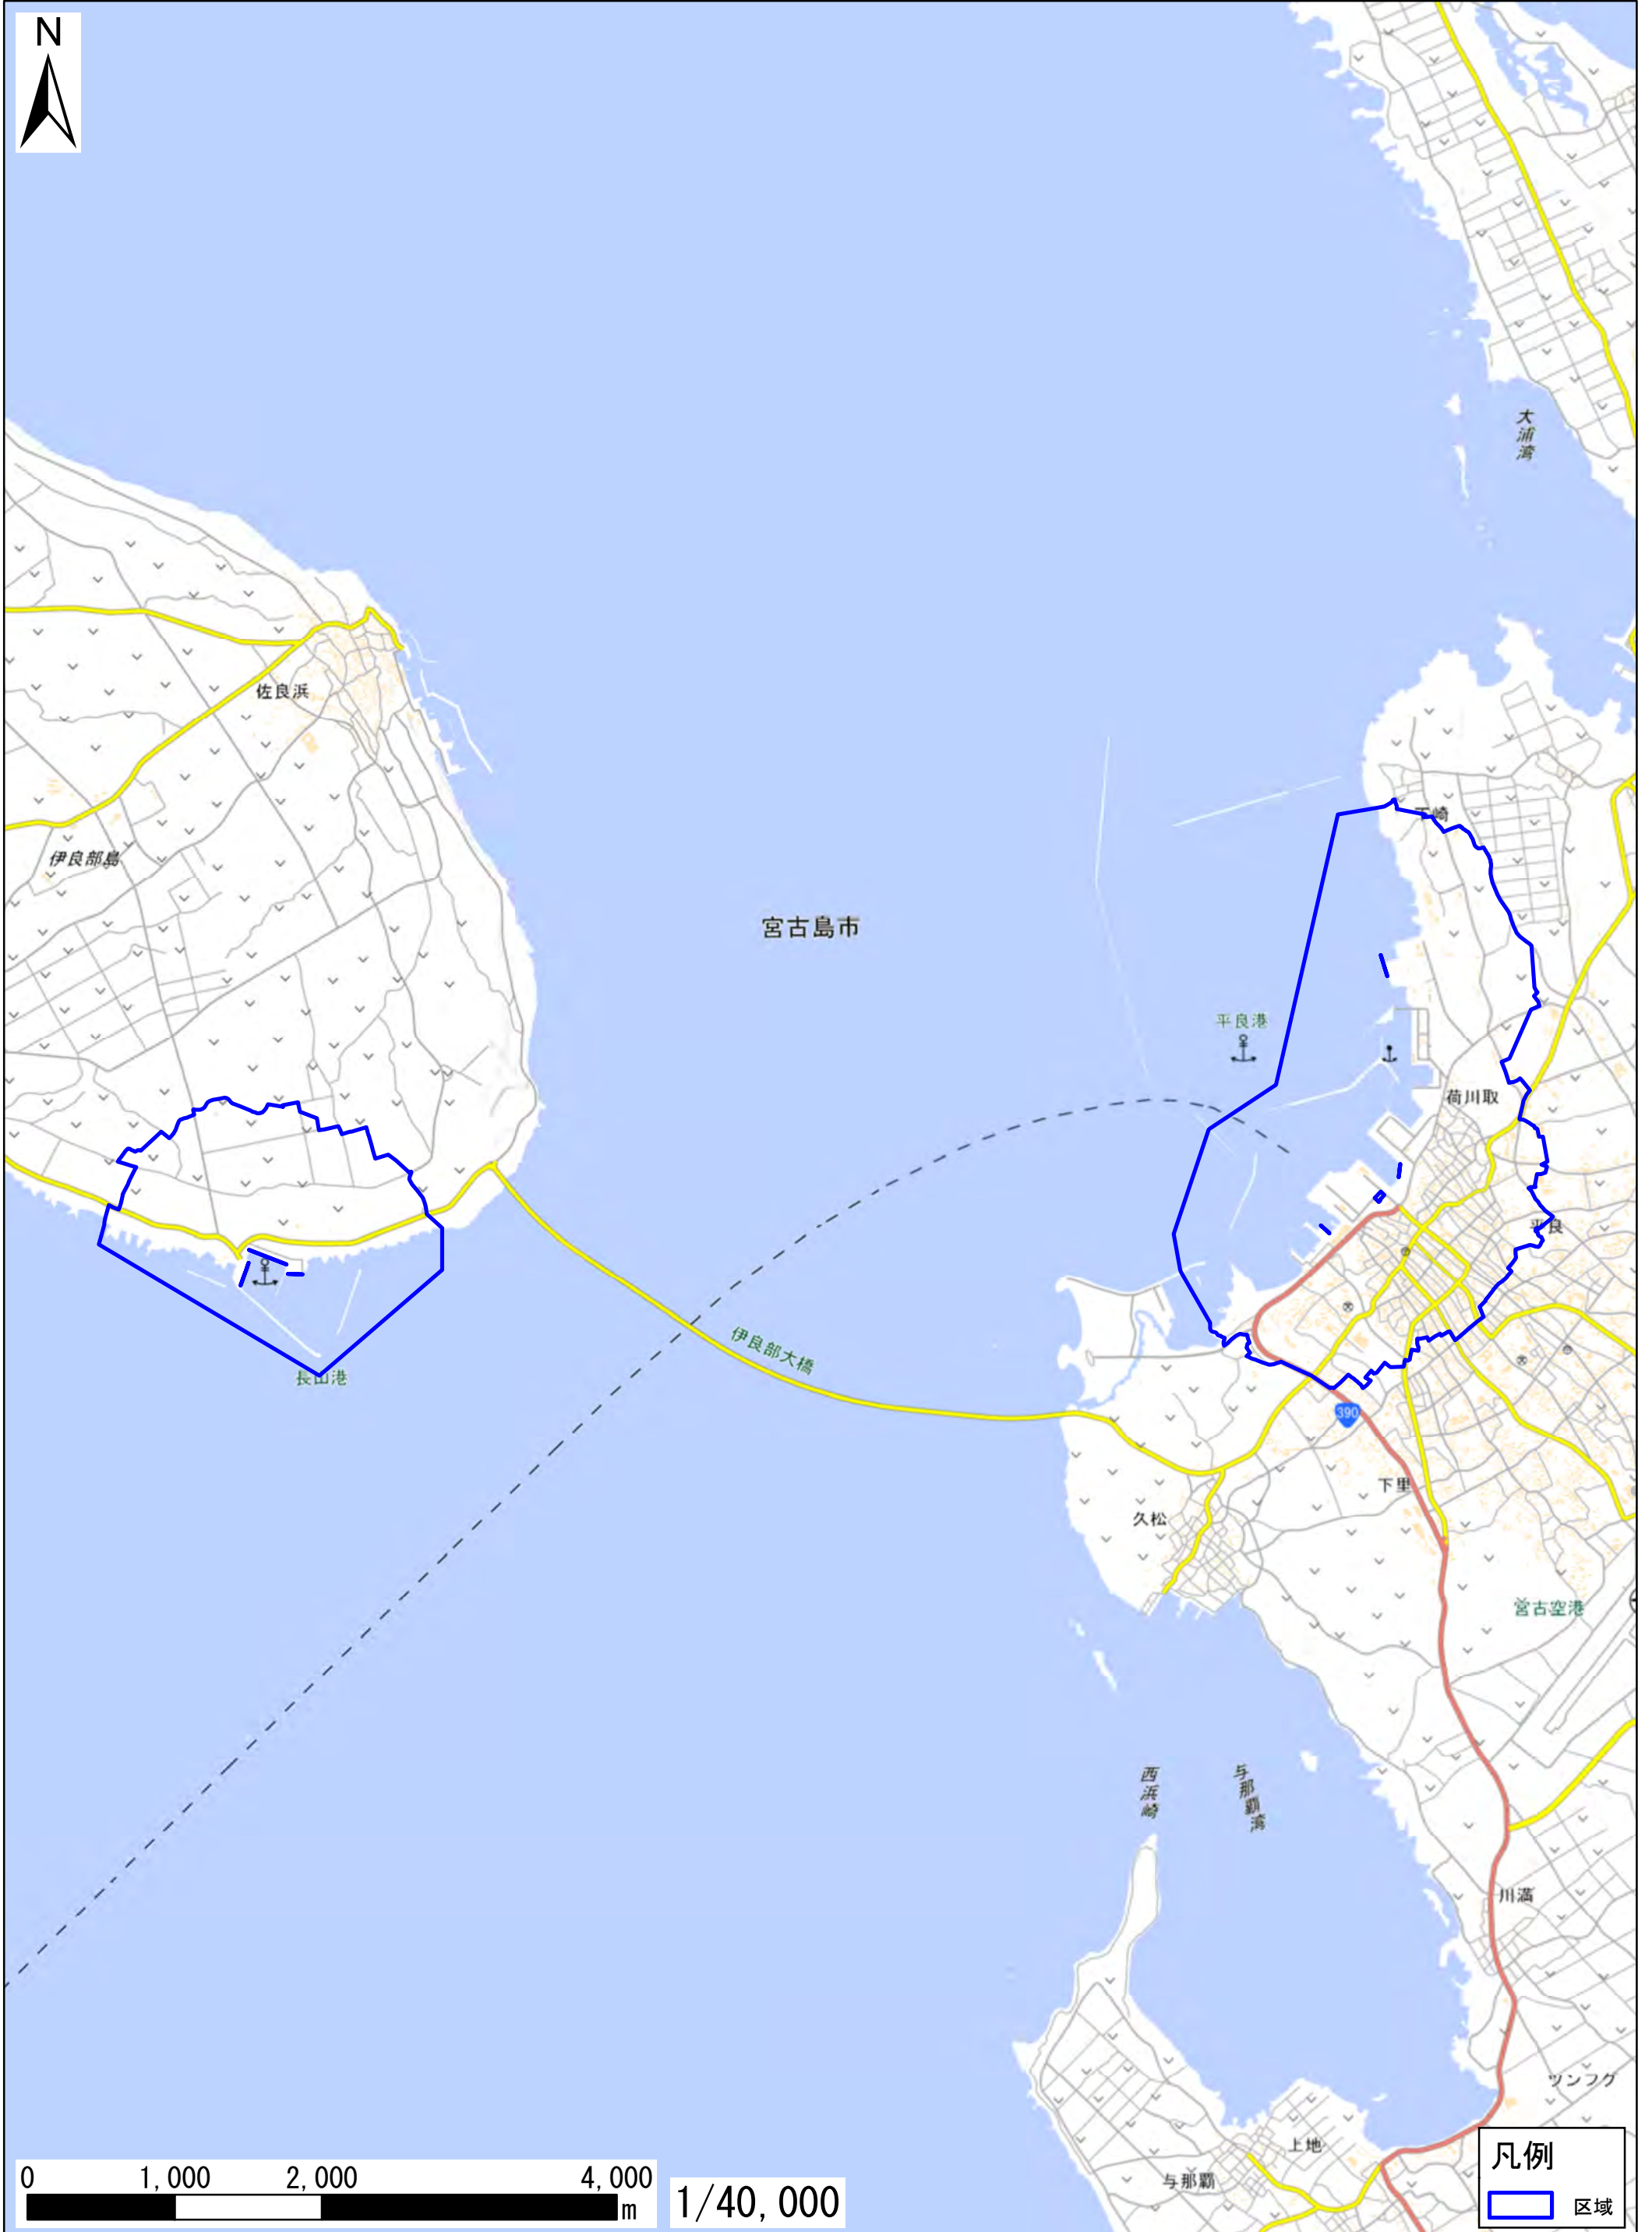 N
大浦湾
佐良浜
下崎
伊良部島
宮古島市
平良港
荷川取
平良
伊良部大橋
長山港
390
下里
久松
宮古空港
西浜崎
与那覇湾
川満
ツンフグ
上地
与那覇
凡例
区域
0 1,000 2,000 4,000
m
1/40,000